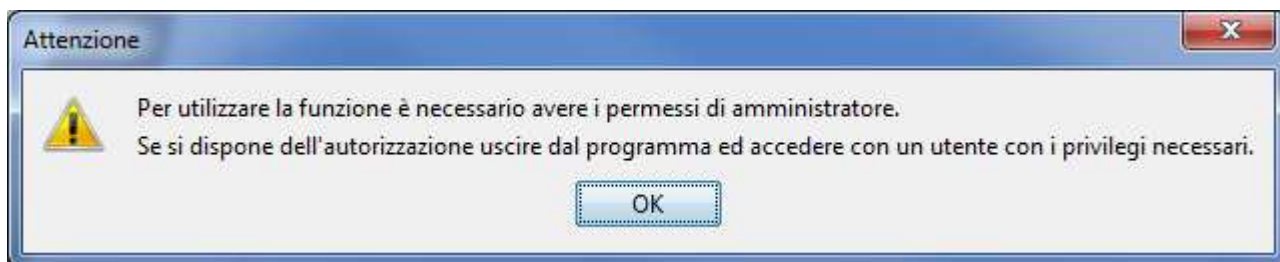 Attenzione
Per utilizzare la funzione è necessario avere i permessi di amministratore.
Se si dispone dell'autorizzazione uscire dal programma ed accedere con un utente con i privilegi necessari.
OK